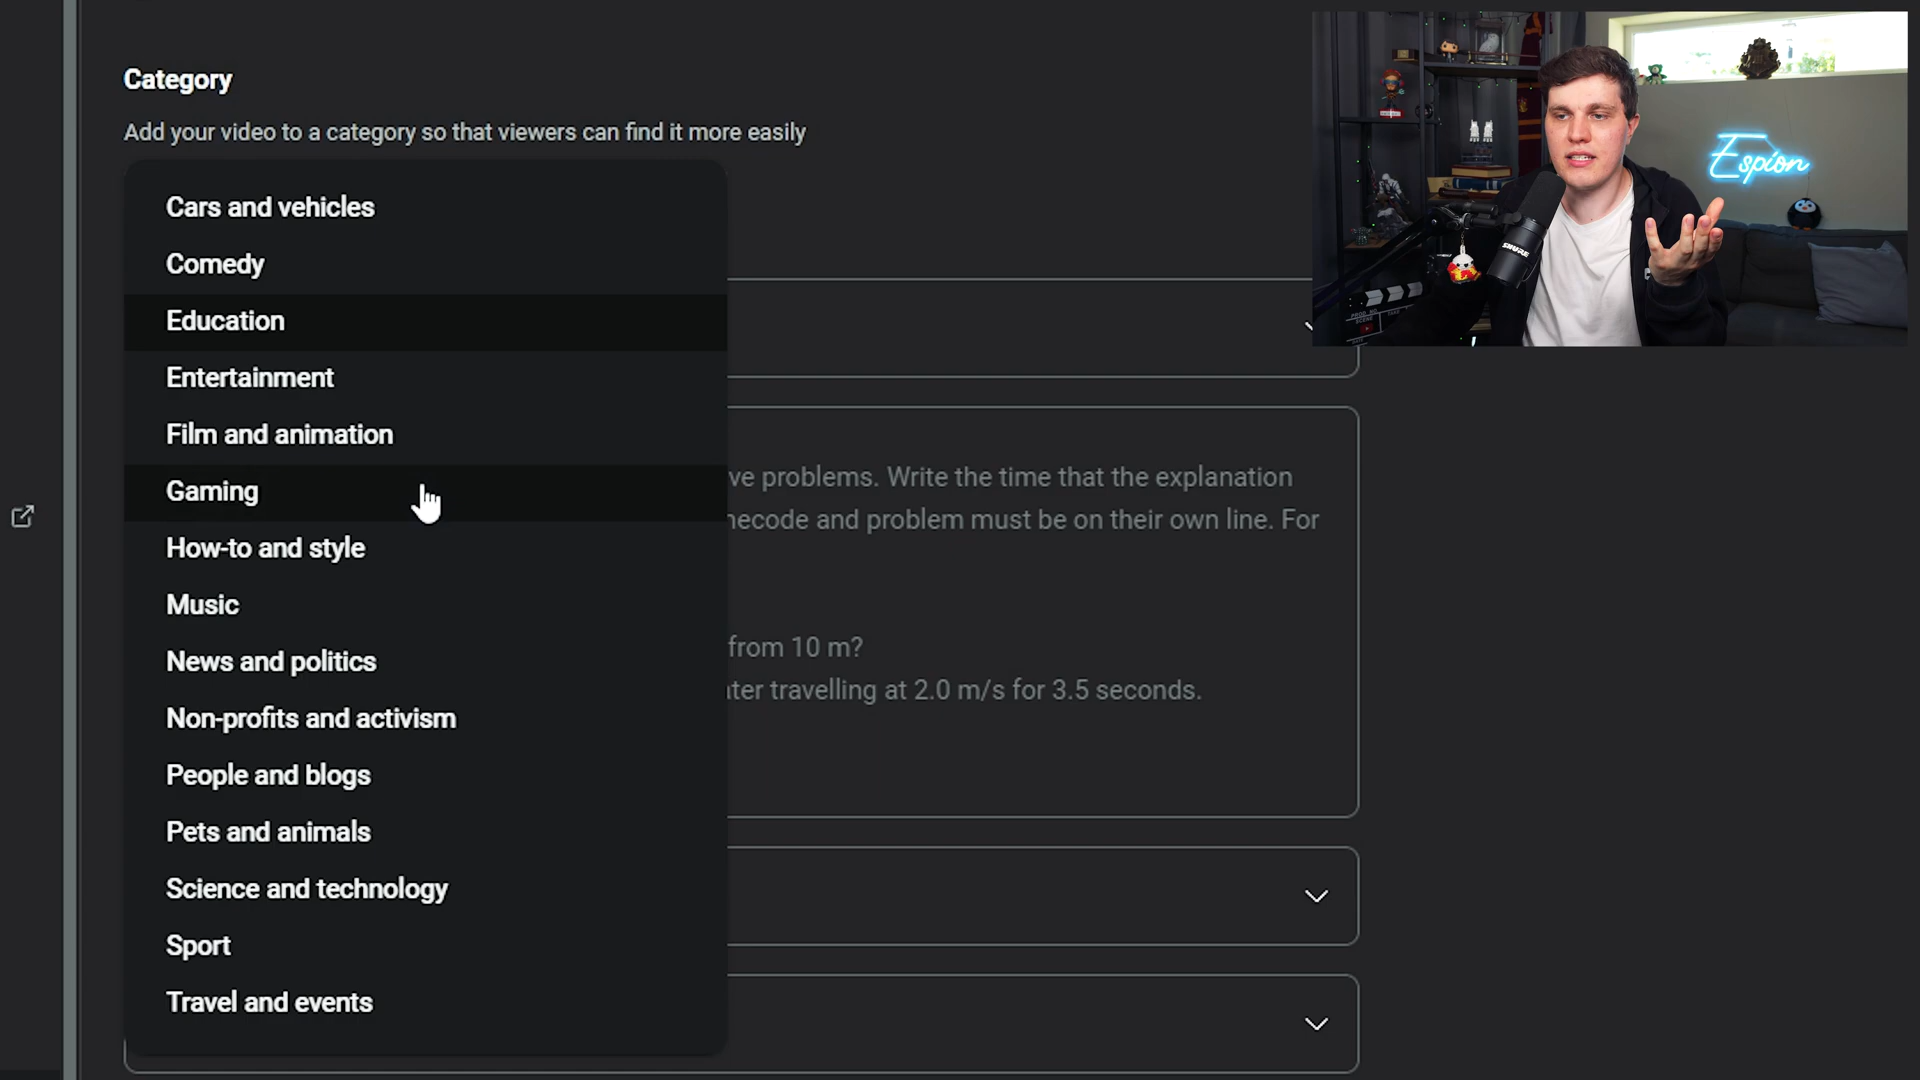 Category
Add your video to a category so that viewers can find it more easily
Cars and vehicles
Comedy
Education
Entertainment
Film and animation
Gaming
How-to and style
Music
News and politics
Non-profits and activism
People and blogs
Pets and animals
Science and technology
Sport
Travel and events
ve problems. Write the time that the explanation
necode and problem must be on their own line. For
from 10 m?
ter travelling at 2.0 m/s for 3.5 seconds.
Espion
SHURE